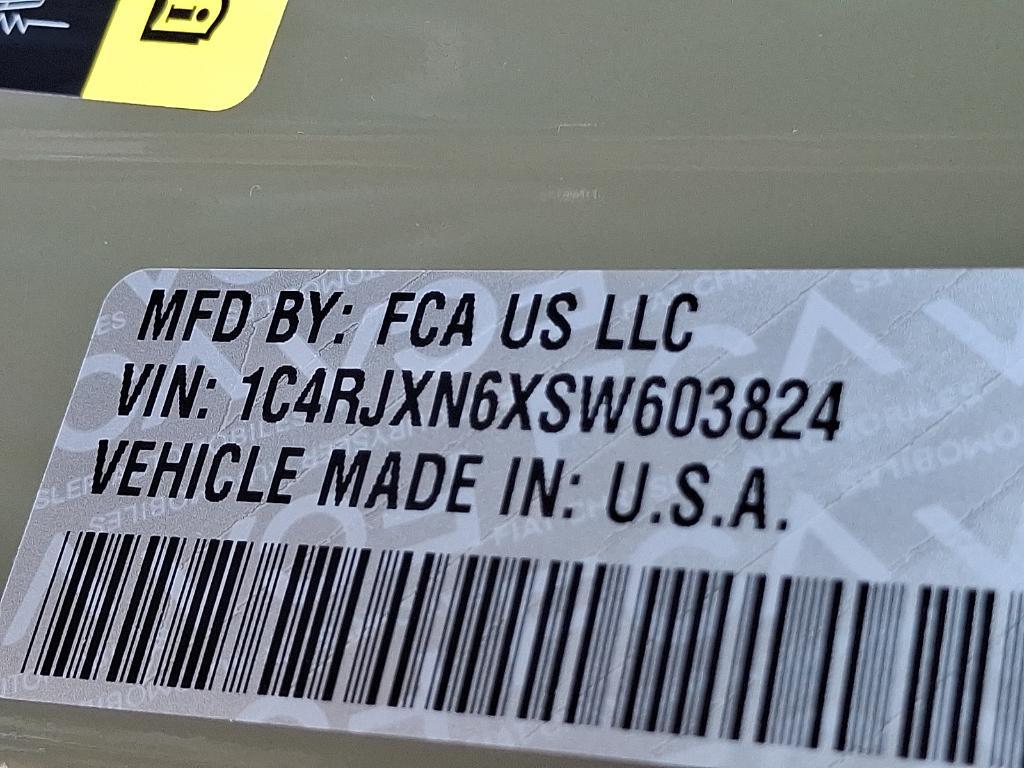 MFD BY: FCA US LLC
VIN: 1C4RJXN6XSW603824
VEHICLE MADE IN: U.S.A.